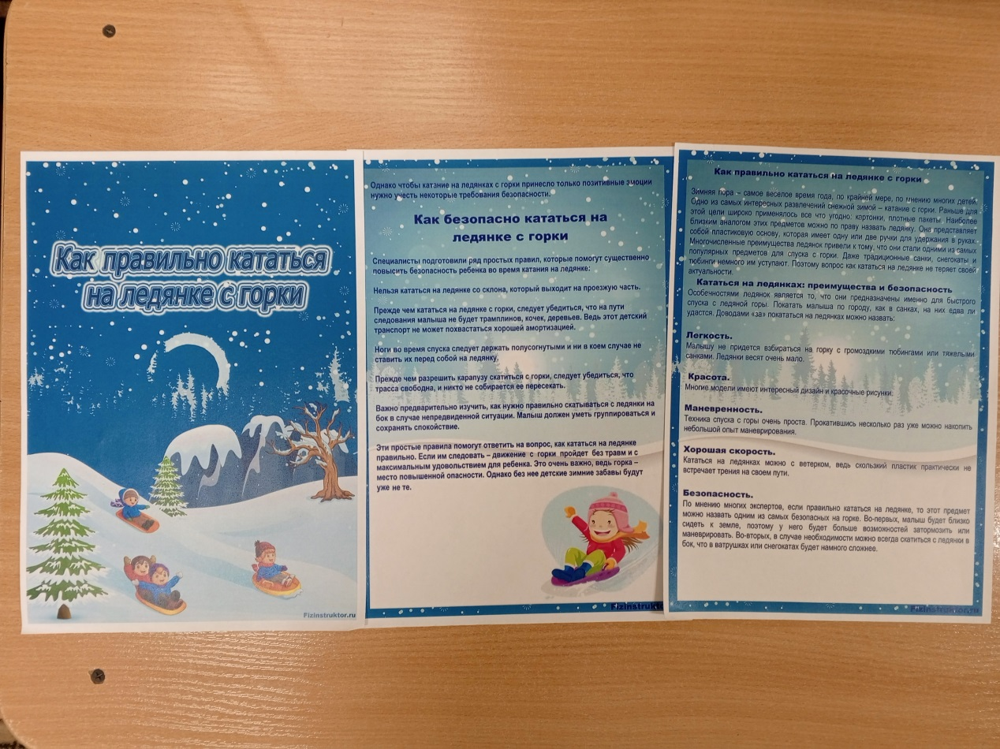 Как правильно кататься
на ледянке с горки
Fizinstruktor.ru
Однако чтобы катание на ледянках с горки принесло только позитивные эмоции
нужно учесть некоторые требования безопасности.
Как безопасно кататься на
ледянке с горки
Специалисты подготовили ряд простых правил, которые помогут существенно
повысить безопасность ребенка во время катания на ледянке:
Нельзя кататься на ледянке со склона, который выходит на проезжую часть.
Прежде чем кататься на ледянке с горки, следует убедиться, что на пути
следования малыша не будет трамплинов, кочек, деревьев. Ведь этот детский
транспорт не может похвастаться хорошей амортизацией.
Ноги во время спуска следует держать полусогнутыми и ни в коем случае не
ставить их перед собой на ледянку.
Прежде чем разрешить карапузу скатиться с горки, следует убедиться, что
трасса свободна, и никто не собирается ее пересекать.
Важно предварительно изучить, как нужно правильно скатываться с ледянки на
бок в случае непредвиденной ситуации. Малыш должен уметь группироваться и
сохранять спокойствие.
Эти простые правила помогут ответить на вопрос, как кататься на ледянке
правильно. Если им следовать – движение с горки пройдет без травм и с
максимальным удовольствием для ребенка. Это очень важно, ведь горка –
место повышенной опасности. Однако без нее детские зимние забавы будут
уже не те.
Fizinstrukto
Как правильно кататься на ледянке с горки
Зимняя пора – самое веселое время года, по крайней мере, по мнению многих детей.
Одно из самых интересных развлечений снежной зимой – катание с горки. Раньше для
этой цели широко применялось все что угодно: картонки, плотные пакеты. Наиболее
близким аналогом этих предметов можно по праву назвать ледянку. Она представляет
собой пластиковую основу, которая имеет одну или две ручки для удержания в руках.
Многочисленные преимущества ледянок привели к тому, что они стали одними из самых
популярных предметов для спуска с горки. Даже традиционные санки, снегокаты и
тюбинги немного им уступают. Поэтому вопрос как кататься на ледянке не теряет своей
актуальности.
Кататься на ледянках: преимущества и безопасность
Особенностями ледянок является то, что они предназначены именно для быстрого
спуска с ледяной горы. Покатать малыша по городу, как в санках, на них едва ли
удастся. Доводами «за» покататься на ледянках можно назвать:
Легкость.
Малышу не придется взбираться на горку с громоздкими тюбингами или тяжелыми
санками. Ледянки весят очень мало.
Красота.
Многие модели имеют интересный дизайн и красочные рисунки.
Маневренность.
Техника спуска с горы очень проста. Прокатившись несколько раз уже можно накопить
небольшой опыт маневрирования.
Хорошая скорость.
Кататься на ледянках можно с ветерком, ведь скользкий пластик практически не
встречает трения на своем пути.
Безопасность.
По мнению многих экспертов, если правильно кататься на ледянке, то этот предмет
можно назвать одним из самых безопасных на горке. Во-первых, малыш будет близко
сидеть к земле, поэтому у него будет больше возможностей затормозить или
маневрировать. Во-вторых, в случае необходимости можно всегда скатиться с ледянки в
бок, что в ватрушках или снегокатах будет намного сложнее.
Fizinstruktor.ru